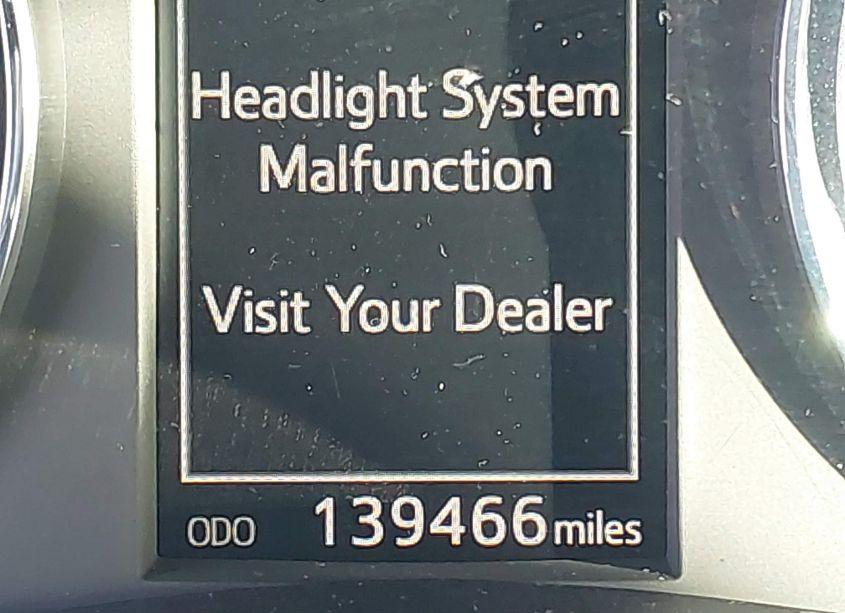 Headlight System
Malfunction
Visit Your Dealer
ODO 139466 miles